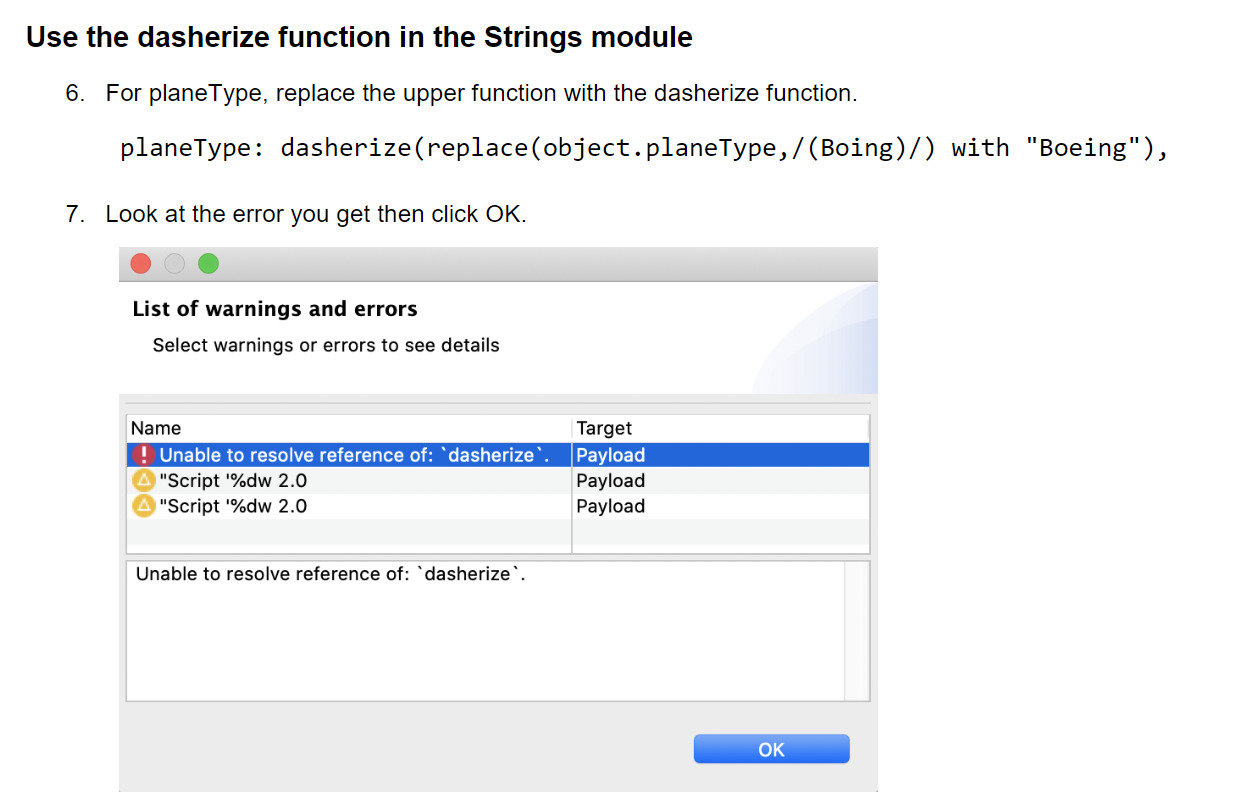 Use the dasherize function in the Strings module
6. For planeType, replace the upper function with the dasherize function.
planeType: dasherize(replace(object.planeType,/(Boing)/) with "Boeing"),
7. Look at the error you get then click OK.
List of warnings and errors
Select warnings or errors to see details
Name Target
Unable to resolve reference of: `dasherize`. Payload
"Script '%dw 2.0 Payload
"Script '%dw 2.0 Payload
Unable to resolve reference of: `dasherize`.
OK